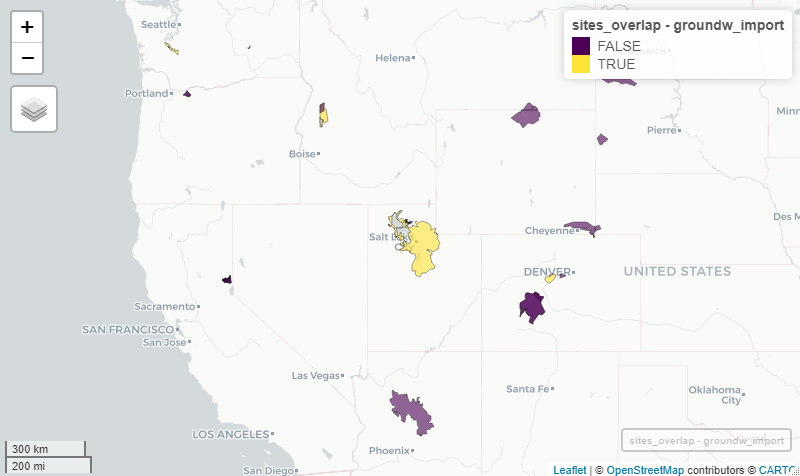 +
−
Seattle
Helena
Portland
Boise
Pierre
Minn
Des M
Salt L
Cheyenne
DENVER
UNITED STATES
Sacramento
SAN FRANCISCO
San Jose
Las Vegas
Santa Fe
Oklahoma
City
LOS ANGELES
Phoenix
San Diego
sites_overlap - groundw_import
FALSE
TRUE
300 km
200 mi
sites_overlap - groundw_import
Leaflet | © OpenStreetMap contributors © CARTO